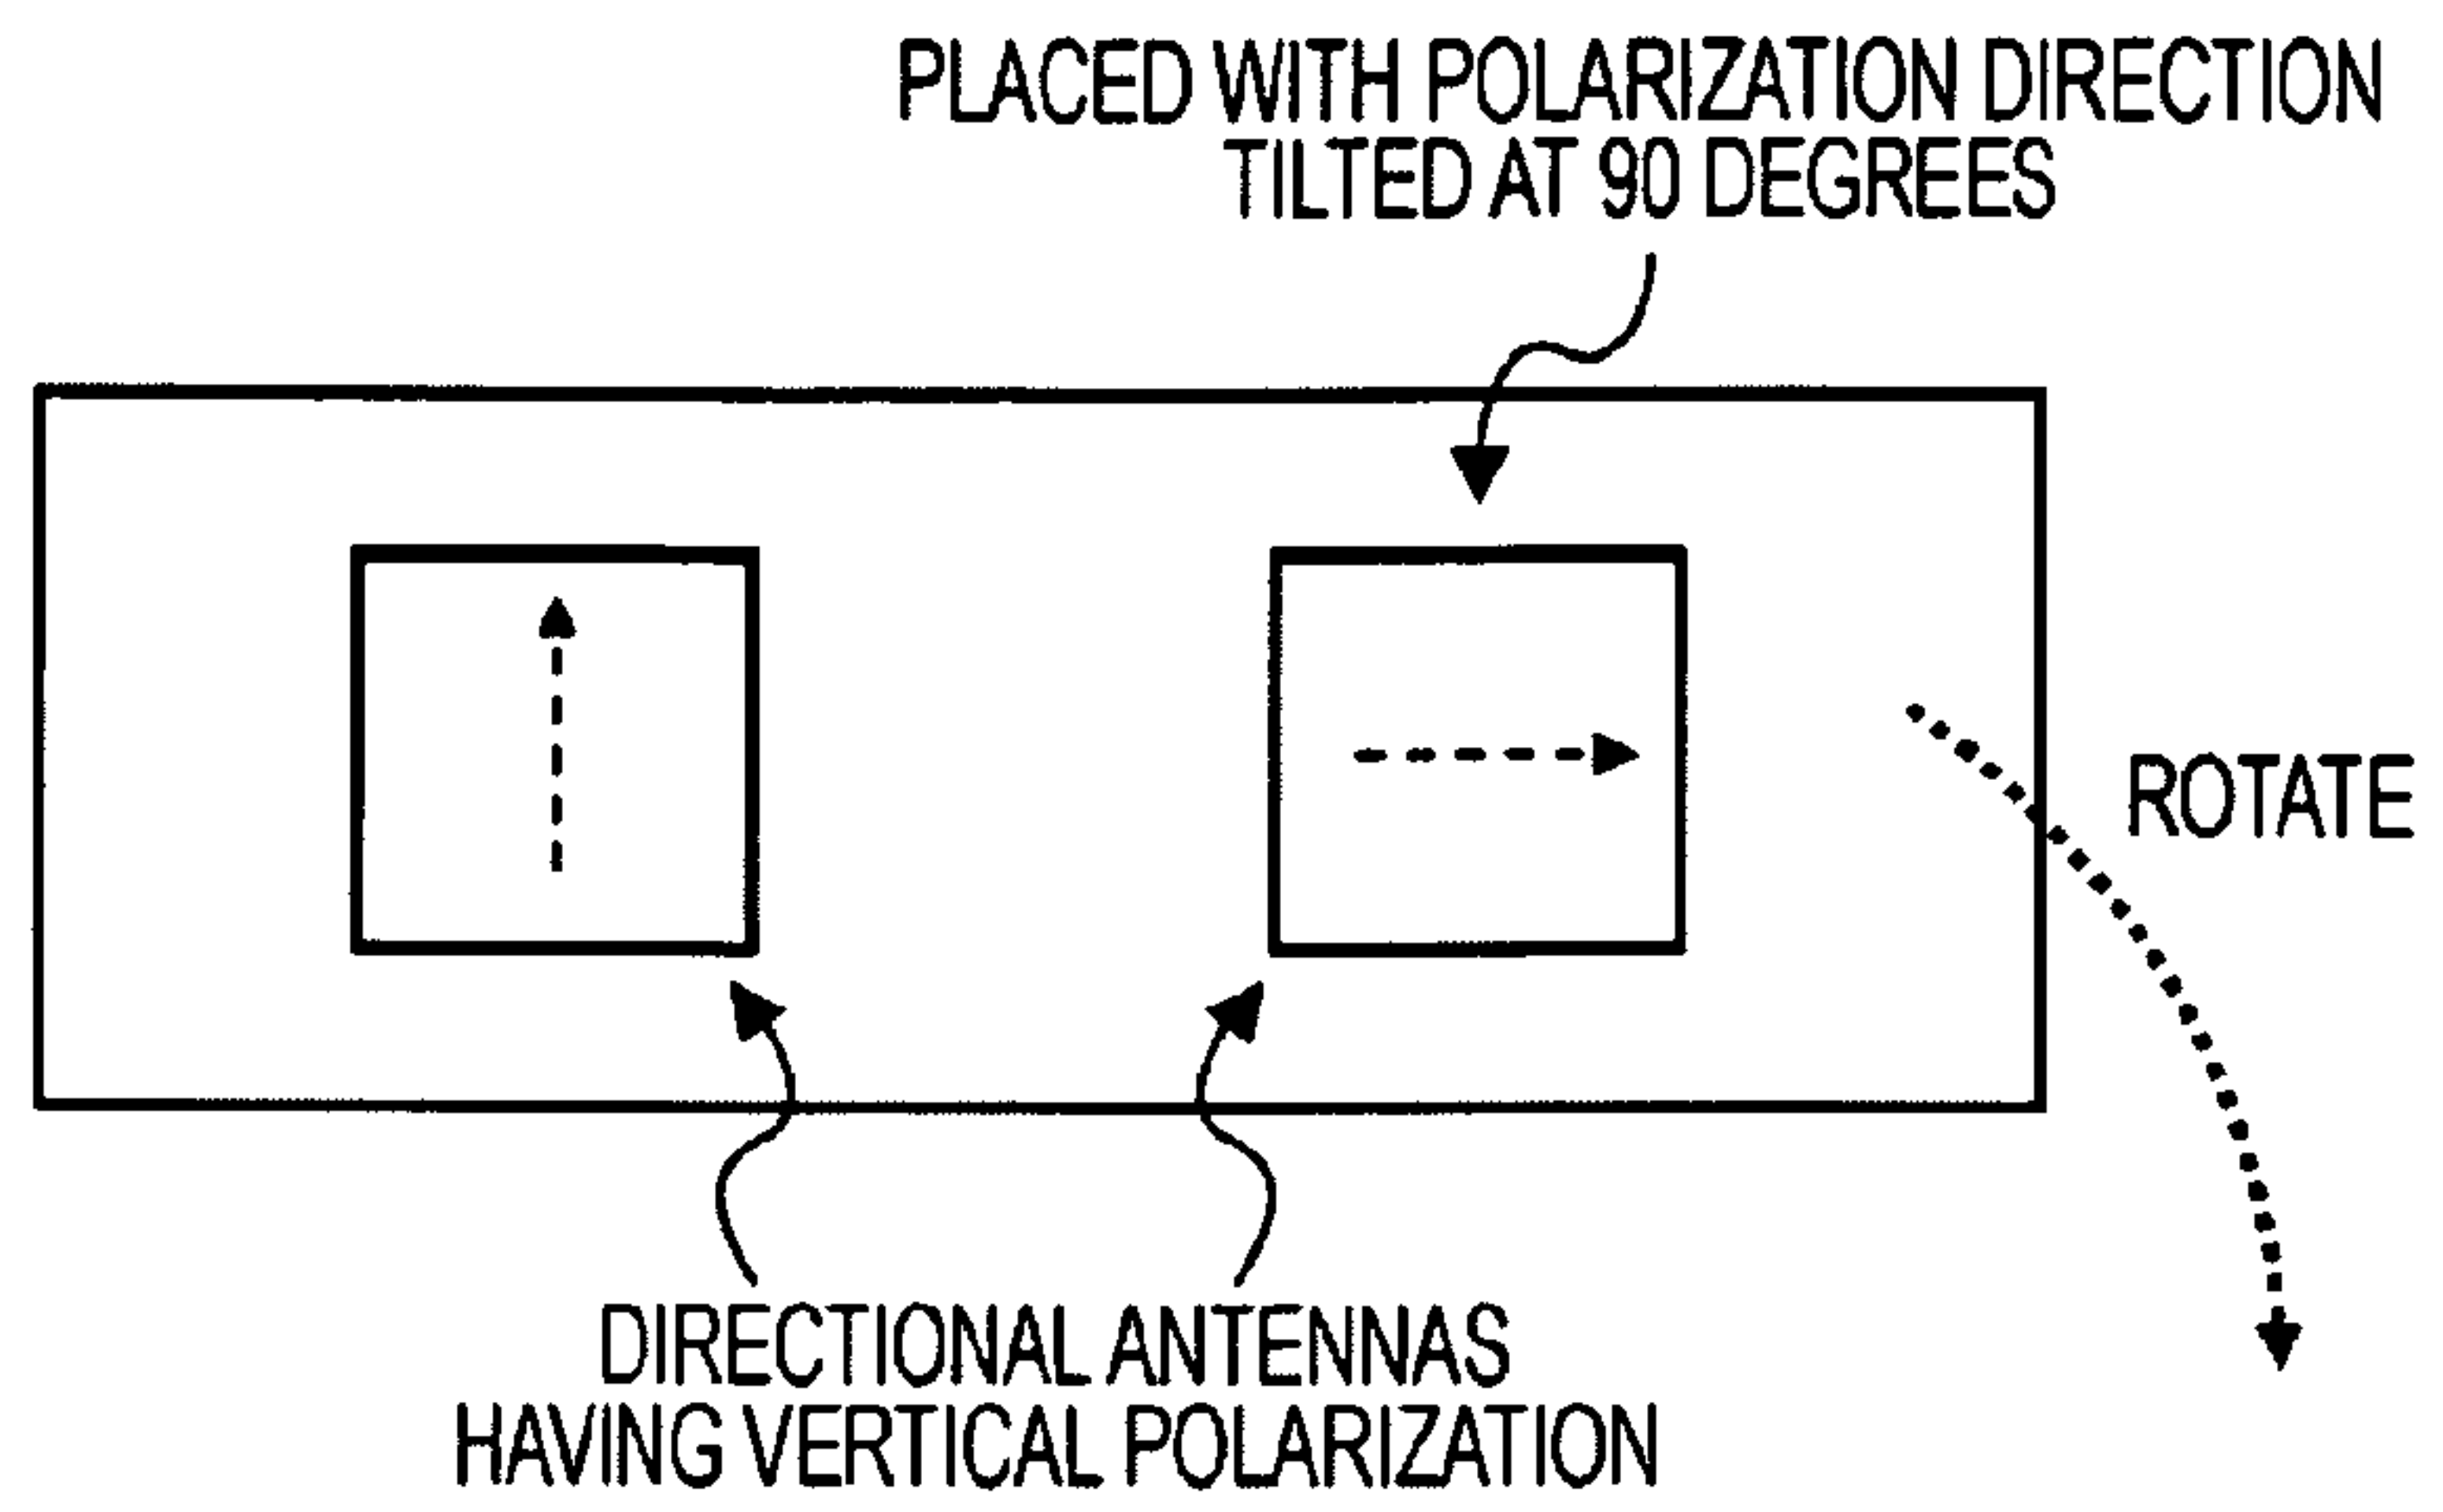 PLACED WITH POLARIZATION DIRECTION
TILTED AT 90 DEGREES
ROTATE
DIRECTIONAL ANTENNAS
HAVING VERTICAL POLARIZATION